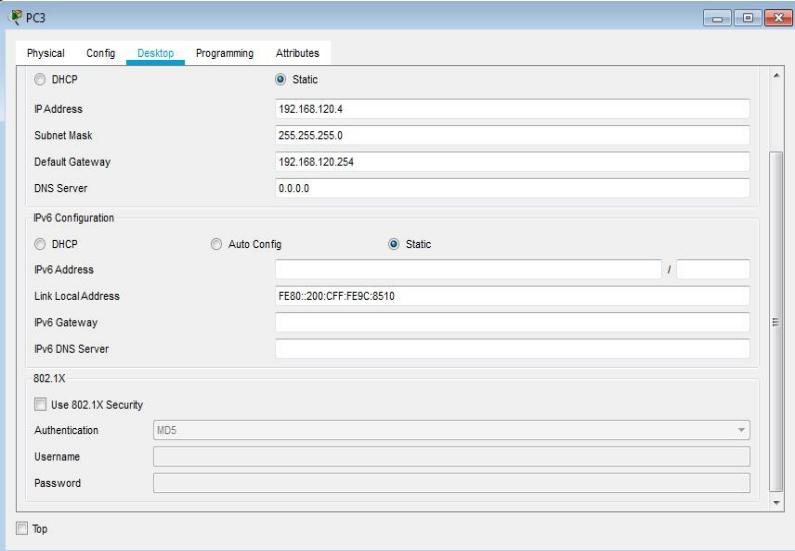 PC3
Physical Config Desktop Programming Attributes
DHCP Static
IP Address 192.168.120.4
Subnet Mask 255.255.255.0
Default Gateway 192.168.120.254
DNS Server 0.0.0.0
IPv6 Configuration
DHCP Auto Config Static
IPv6 Address /
Link Local Address FE80::200:CFF:FE9C:8510
IPv6 Gateway
IPv6 DNS Server
802.1X
Use 802.1X Security
Authentication MD5
Username
Password
Top